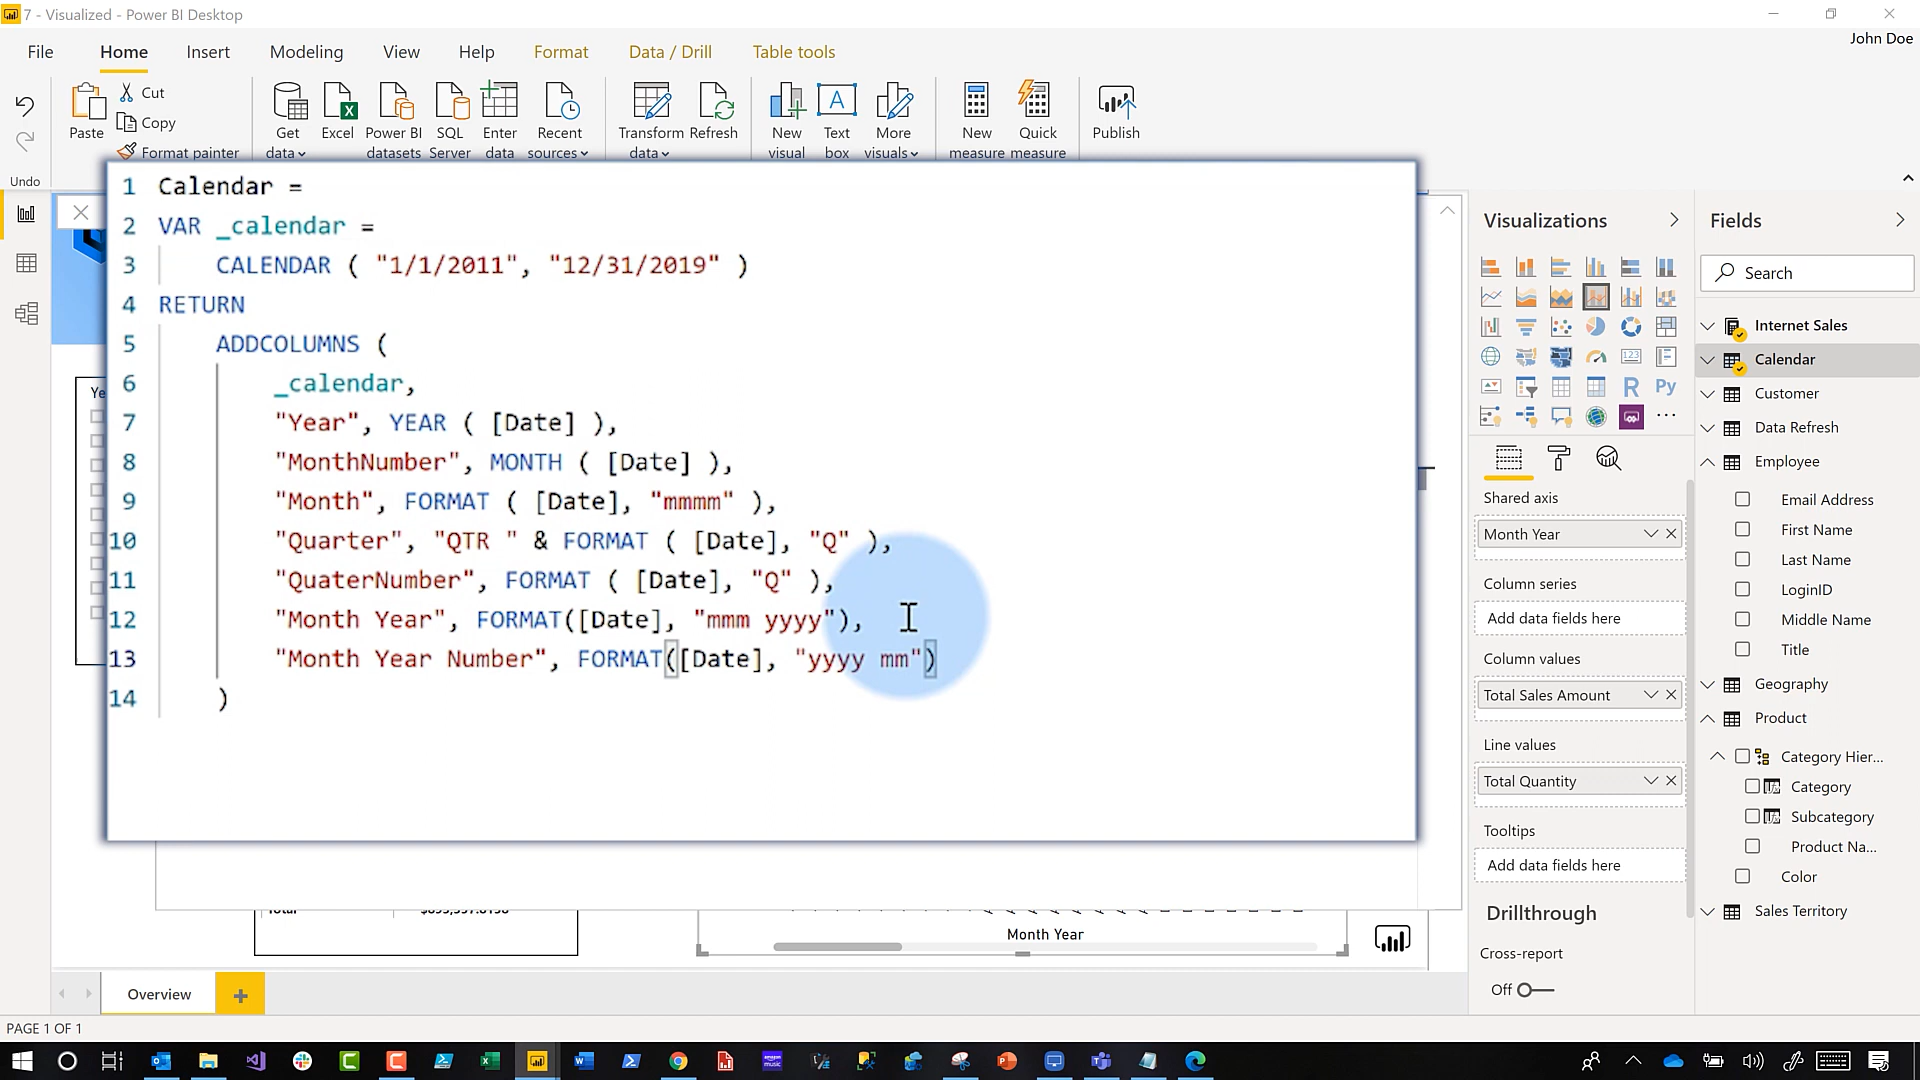 7 - Visualized - Power BI Desktop
John Doe
File Home Insert Modeling View Help Format Data / Drill Table tools
Cut
Copy
Format painter
Paste
Undo
Get data
Excel
Power BI datasets
SQL Server
Enter data
Recent sources
Transform data
Refresh
New visual
Text box
More visuals
New measure
Quick measure
Publish
1 Calendar =
2 VAR _calendar =
3 CALENDAR ( "1/1/2011", "12/31/2019" )
4 RETURN
5 ADDCOLUMNS (
6 _calendar,
7 "Year", YEAR ( [Date] ),
8 "MonthNumber", MONTH ( [Date] ),
9 "Month", FORMAT ( [Date], "mmmm" ),
10 "Quarter", "QTR " & FORMAT ( [Date], "Q" ),
11 "QuaterNumber", FORMAT ( [Date], "Q" ),
12 "Month Year", FORMAT([Date], "mmm yyyy"),
13 "Month Year Number", FORMAT([Date], "yyyy mm")
14 )
Ye
Month Year
Visualizations
R Py
123
Shared axis
Month Year
Column series
Add data fields here
Column values
Total Sales Amount
Line values
Total Quantity
Tooltips
Add data fields here
Drillthrough
Cross-report
Off
Fields
Search
Internet Sales
Calendar
Customer
Data Refresh
Employee
Email Address
First Name
Last Name
LoginID
Middle Name
Title
Geography
Product
Category Hier...
Category
Subcategory
Product Na...
Color
Sales Territory
Overview
PAGE 1 OF 1